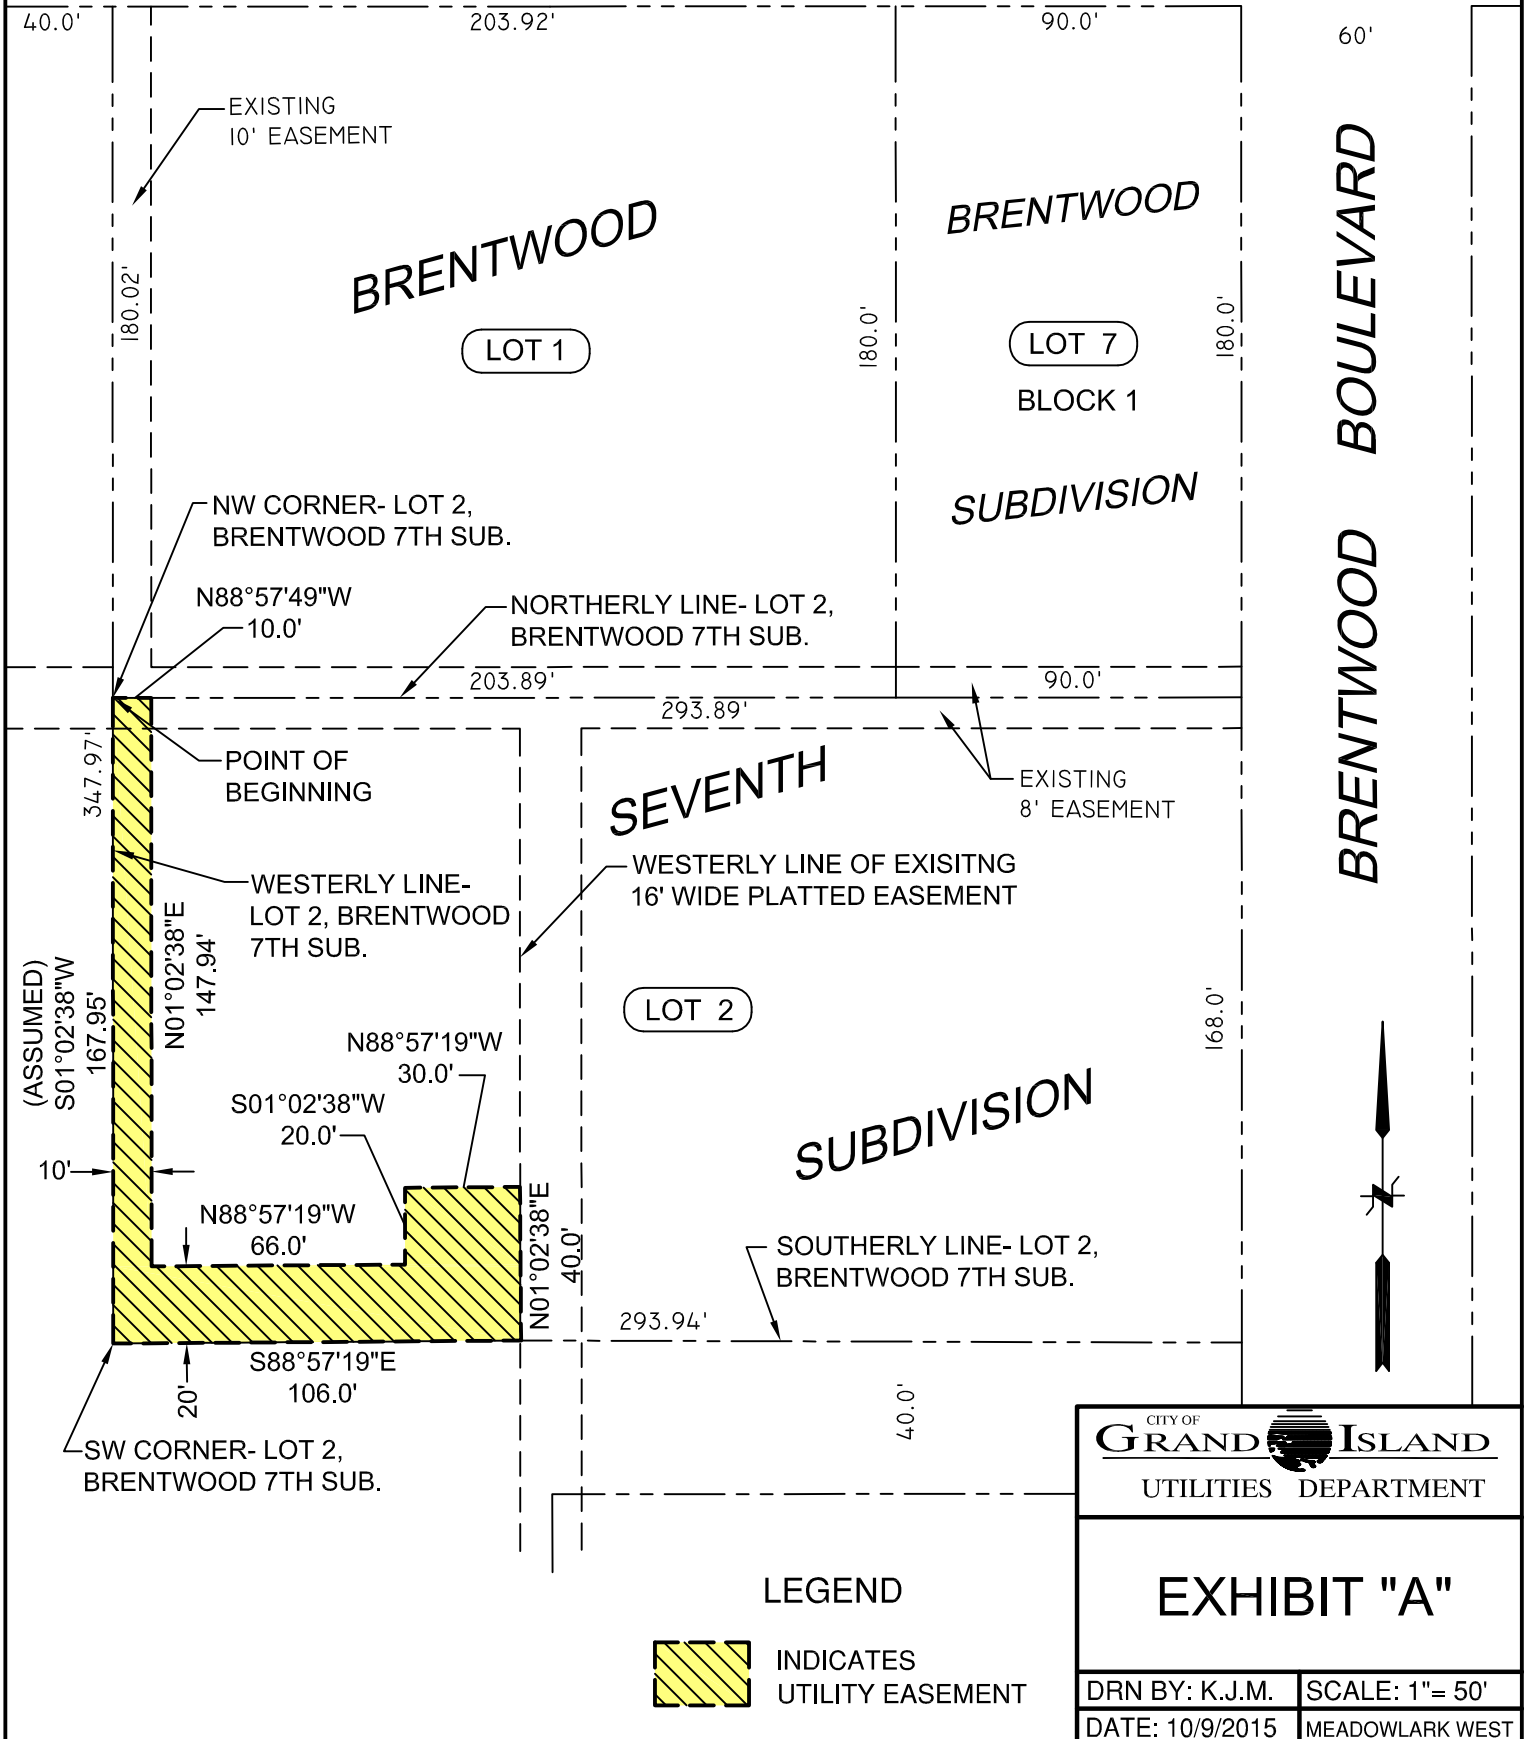 40.0'
203.92'
90.0'
60'
EXISTING
10' EASEMENT
BRENTWOOD
BRENTWOOD
180.02'
LOT 1
180.0'
LOT 7
180.0'
BLOCK 1
SUBDIVISION
BRENTWOOD BOULEVARD
NW CORNER- LOT 2,
BRENTWOOD 7TH SUB.
N88°57'49"W
10.0'
NORTHERLY LINE- LOT 2,
BRENTWOOD 7TH SUB.
203.89'
90.0'
293.89'
347.97'
POINT OF
BEGINNING
SEVENTH
EXISTING
8' EASEMENT
WESTERLY LINE OF EXISITNG
16' WIDE PLATTED EASEMENT
WESTERLY LINE-
LOT 2, BRENTWOOD
7TH SUB.
(ASSUMED)
S01°02'38"W
167.95'
N01°02'38"E
147.94'
LOT 2
168.0'
N88°57'19"W
30.0'
S01°02'38"W
20.0'
SUBDIVISION
10'
N88°57'19"W
66.0'
N01°02'38"E
40.0'
SOUTHERLY LINE- LOT 2,
BRENTWOOD 7TH SUB.
293.94'
S88°57'19"E
106.0'
20'
40.0'
SW CORNER- LOT 2,
BRENTWOOD 7TH SUB.
CITY OF
GRAND ISLAND
UTILITIES DEPARTMENT
LEGEND
INDICATES
UTILITY EASEMENT
EXHIBIT "A"
DRN BY: K.J.M.
SCALE: 1"= 50'
DATE: 10/9/2015
MEADOWLARK WEST